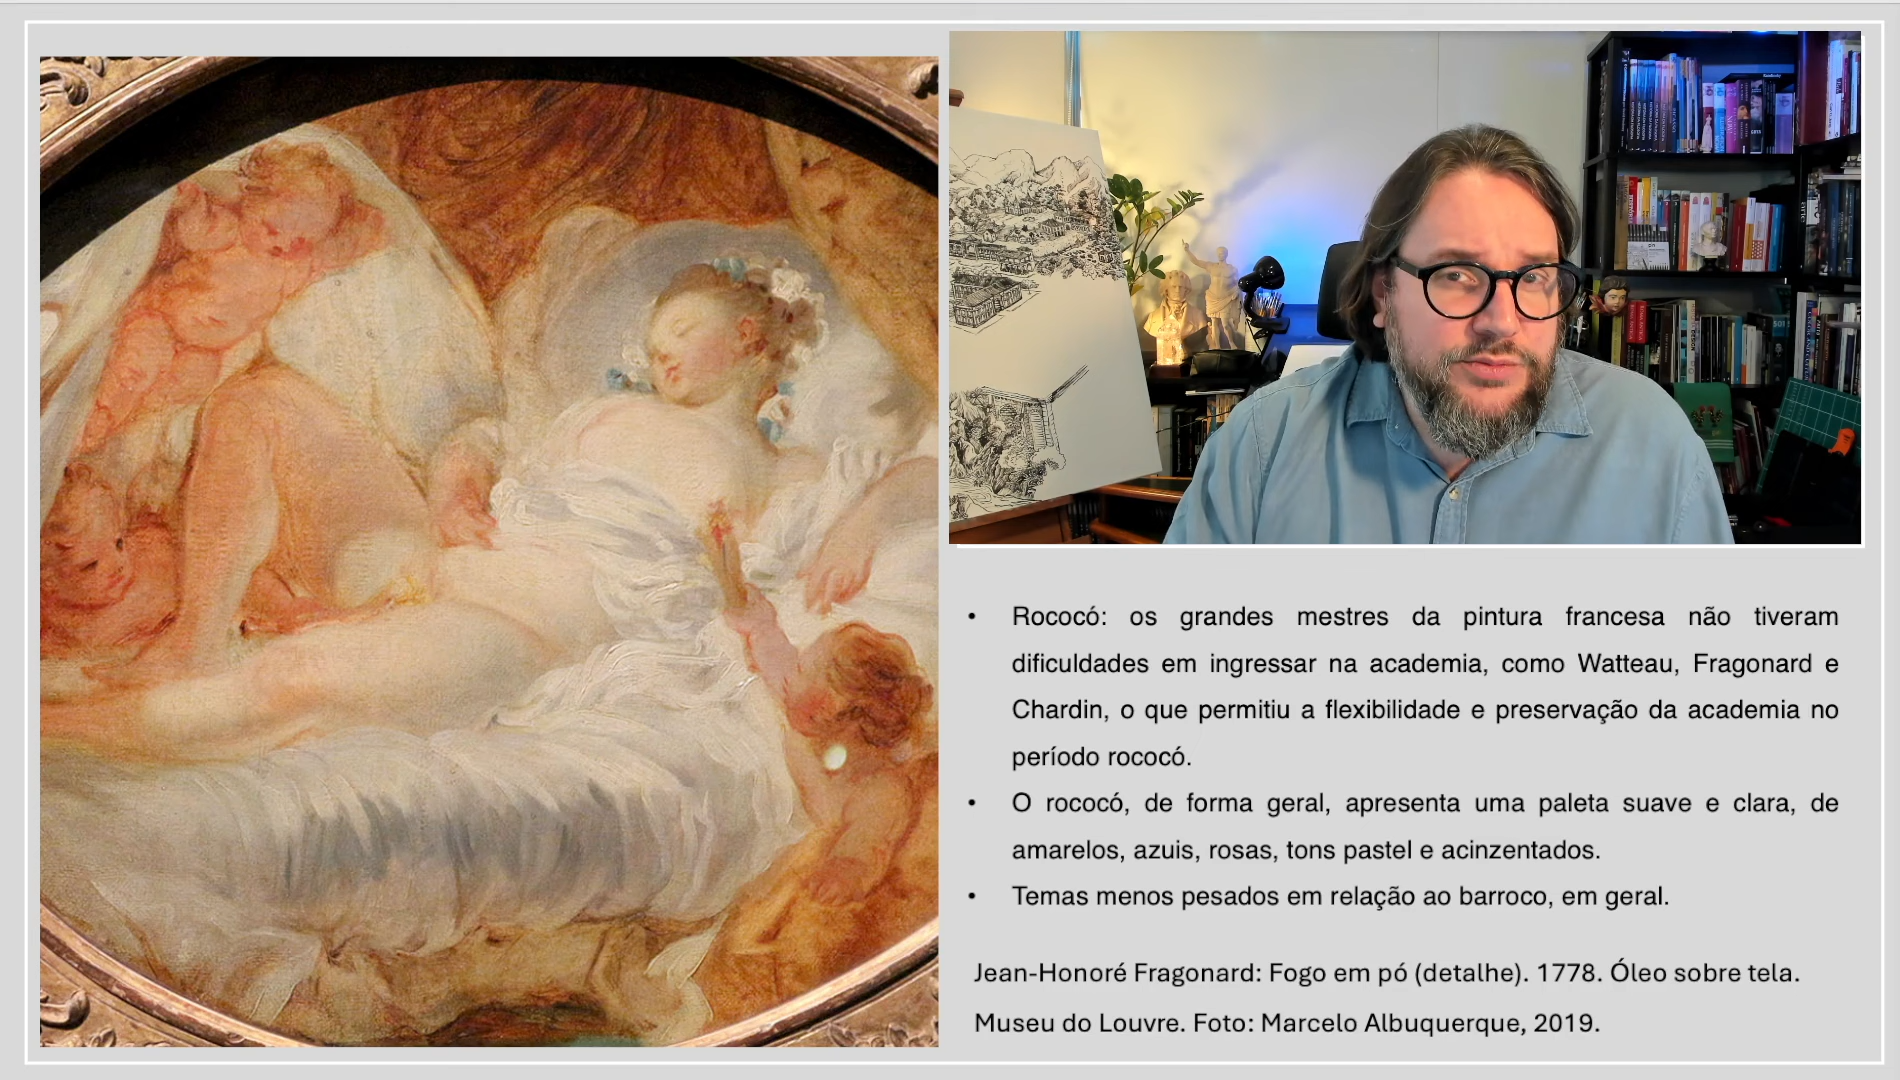 • Rococó: os grandes mestres da pintura francesa não tiveram
dificuldades em ingressar na academia, como Watteau, Fragonard e
Chardin, o que permitiu a flexibilidade e preservação da academia no
período rococó.
• O rococó, de forma geral, apresenta uma paleta suave e clara, de
amarelos, azuis, rosas, tons pastel e acinzentados.
• Temas menos pesados em relação ao barroco, em geral.
Jean-Honoré Fragonard: Fogo em pó (detalhe). 1778. Óleo sobre tela.
Museu do Louvre. Foto: Marcelo Albuquerque, 2019.